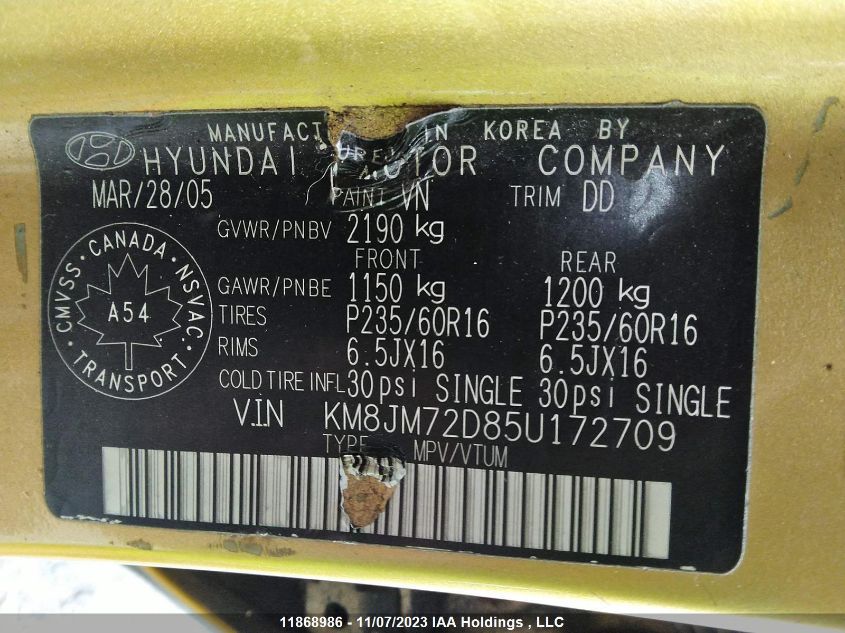 MANUFACTURED IN KOREA BY
HYUNDAI MOTOR COMPANY
MAR/28/05 PAINT VN TRIM DD
GVWR/PNBV 2190 kg
FRONT REAR
GAWR/PNBE 1150 kg 1200 kg
TIRES P235/60R16 P235/60R16
RIMS 6.5JX16 6.5JX16
COLD TIRE INFL 30psi SINGLE 30psi SINGLE
CMVSS · CANADA · NSVAC
A54
· TRANSPORT ·
VIN KM8JM72D85U172709
TYPE MPV/VTUM
11868986 - 11/07/2023 IAA Holdings , LLC